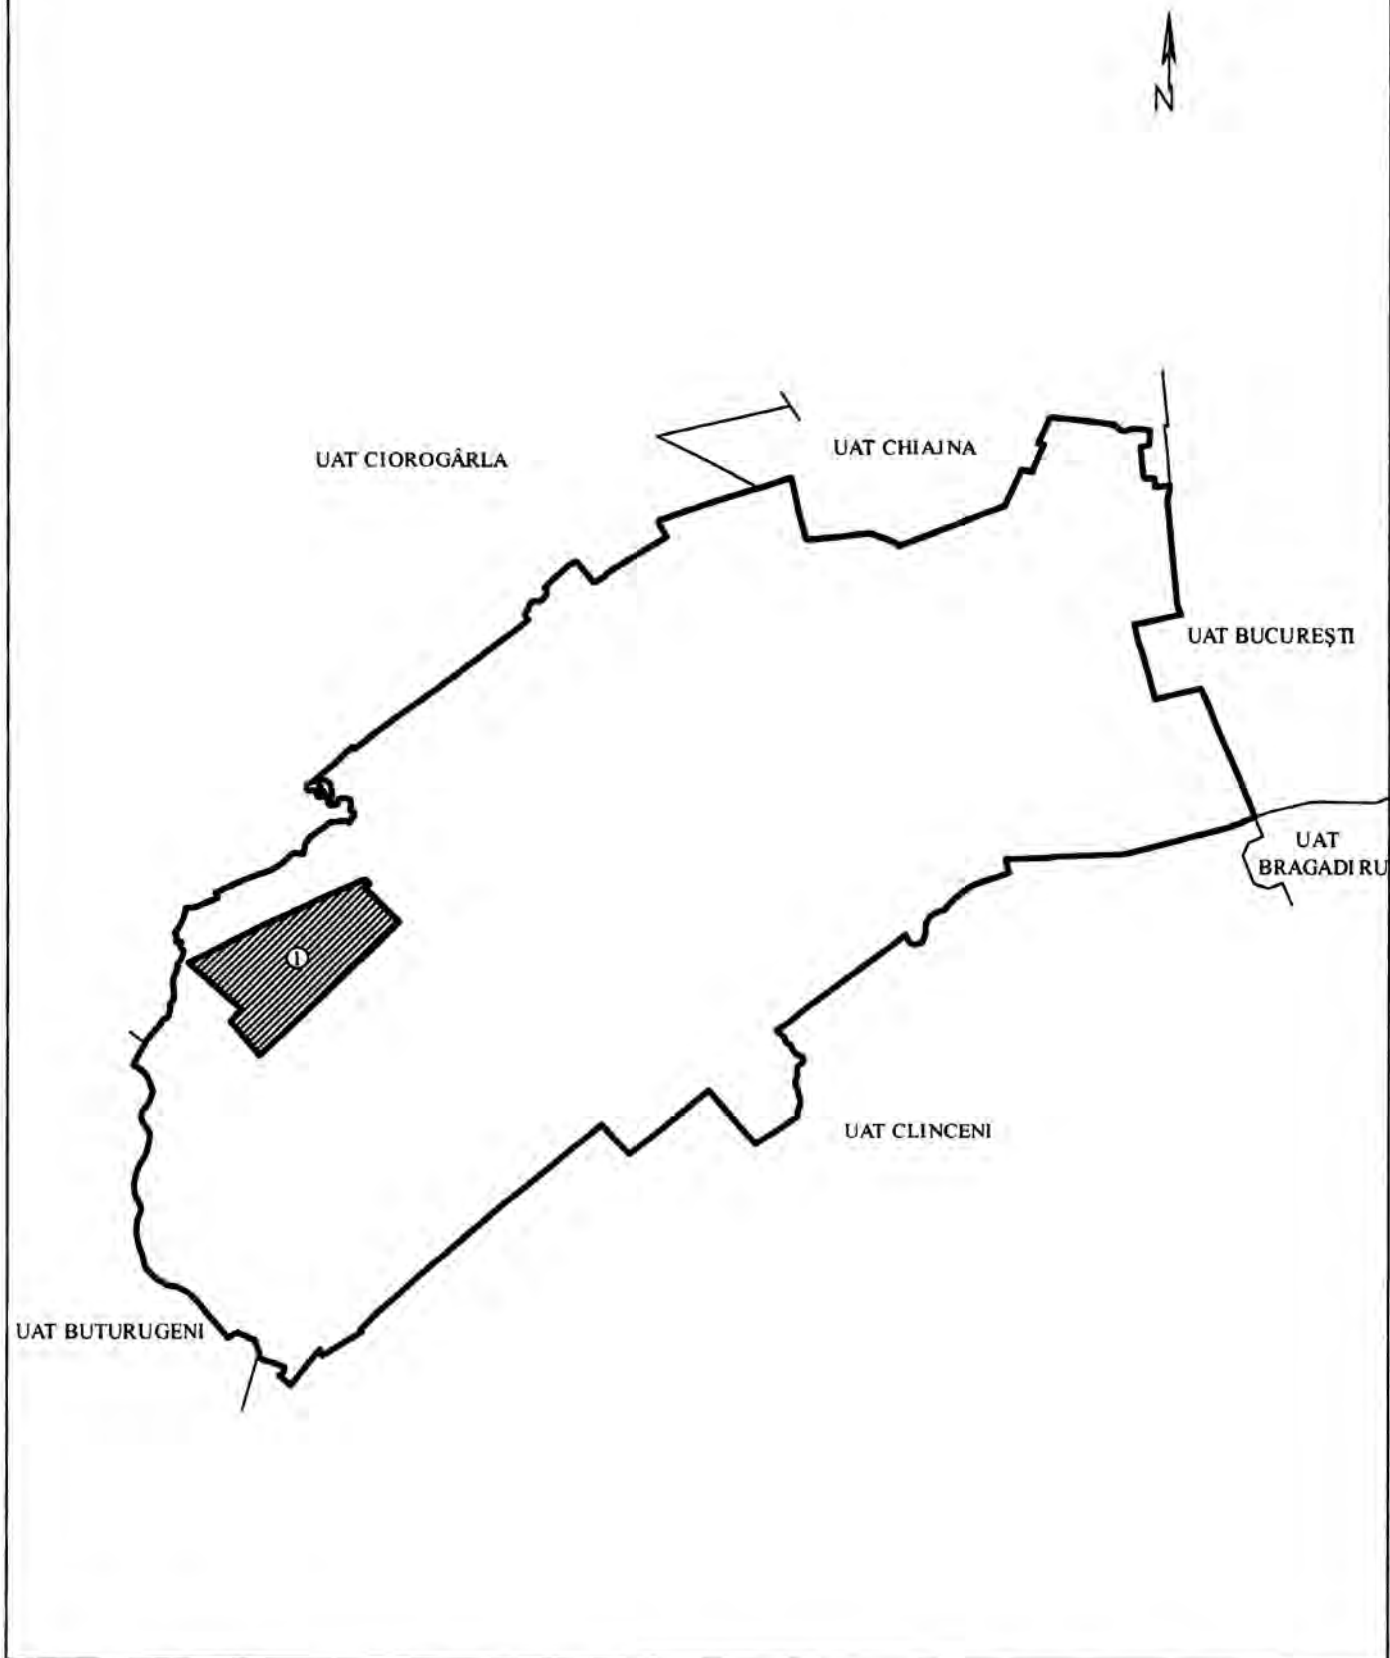 N
UAT CIOROGÂRLA
UAT CHIAJNA
UAT BUCUREȘTI
UAT
BRAGADIRU
1
UAT CLINCENI
UAT BUTURUGENI